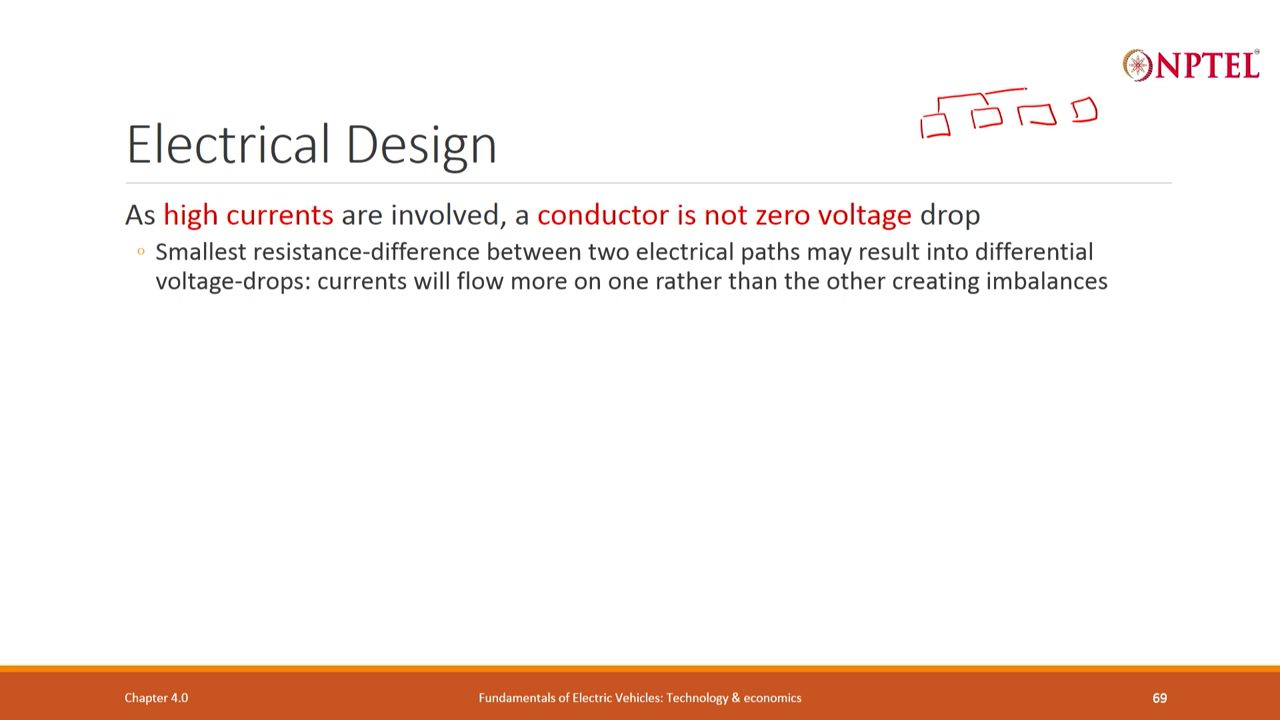 NPTEL
Electrical Design
As high currents are involved, a conductor is not zero voltage drop
Smallest resistance-difference between two electrical paths may result into differential
voltage-drops: currents will flow more on one rather than the other creating imbalances
Chapter 4.0
Fundamentals of Electric Vehicles: Technology & economics
69